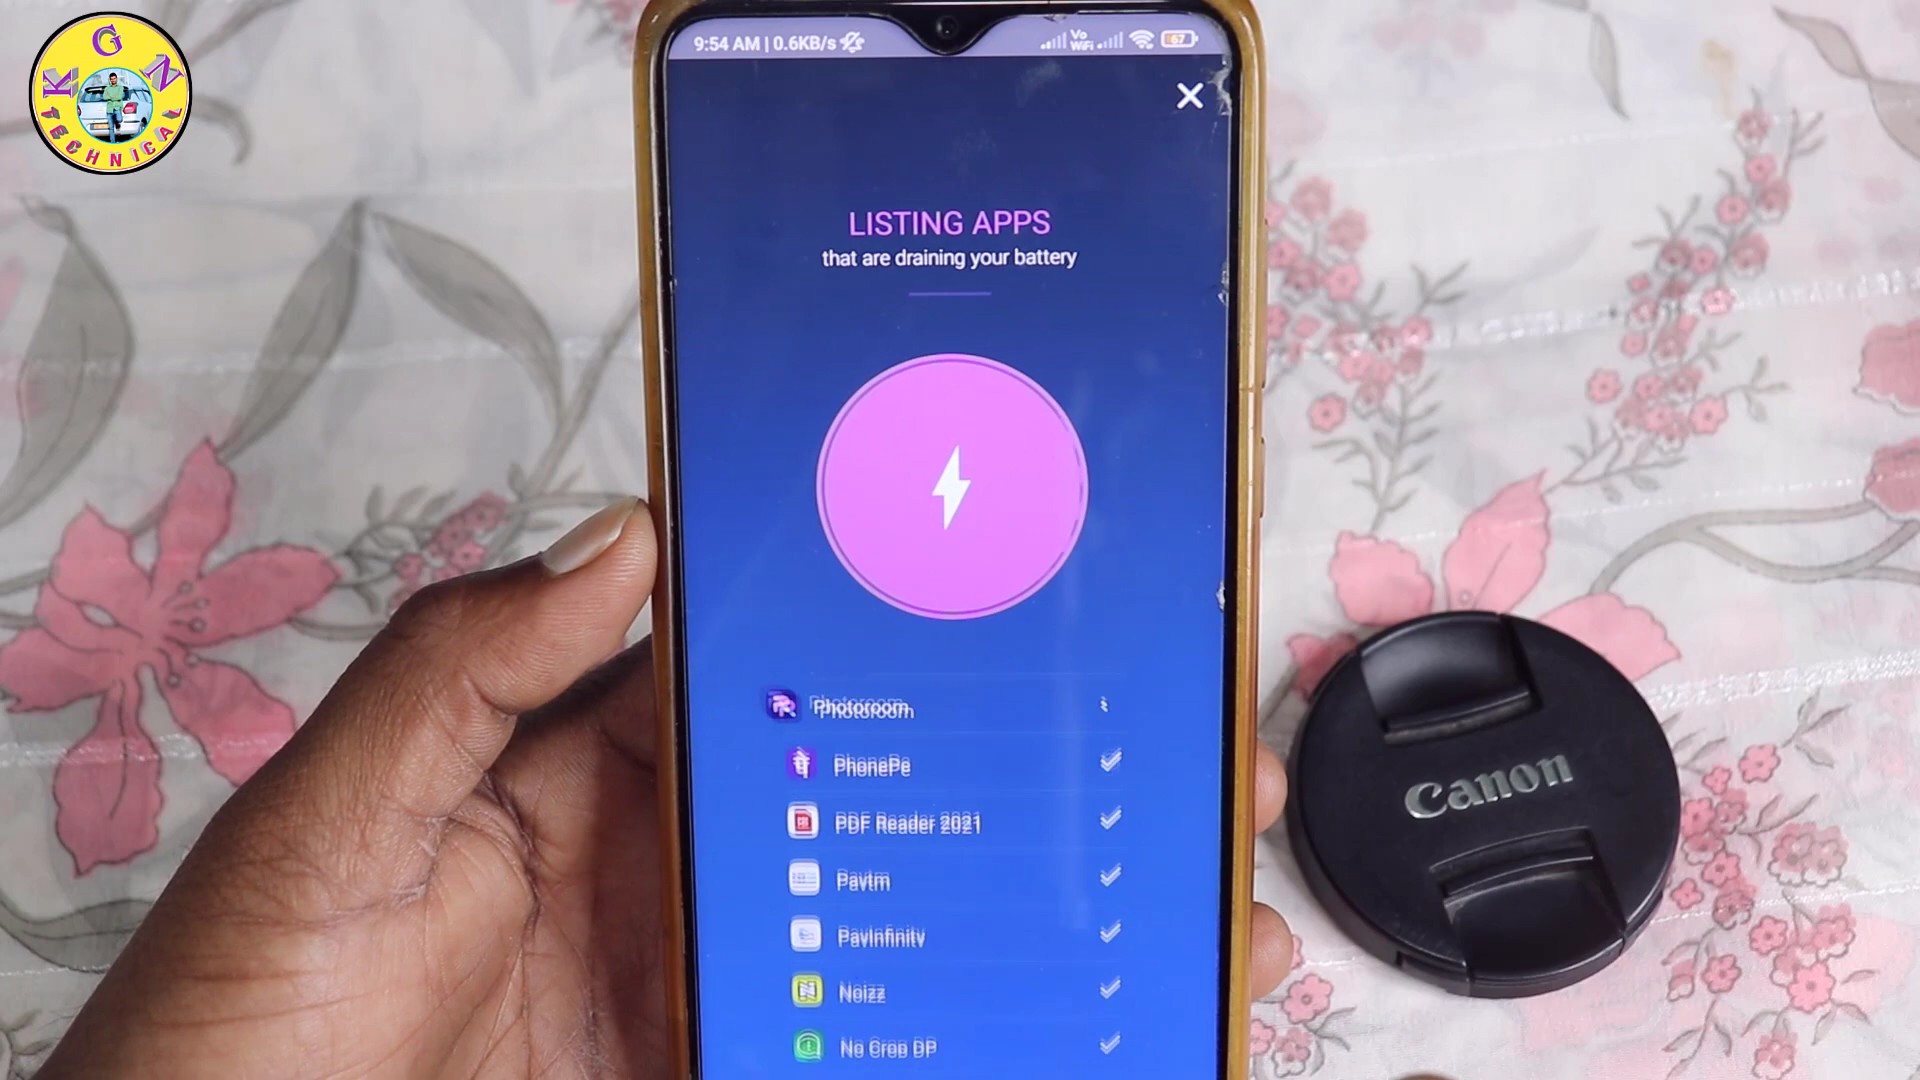 K G N
TECHNICAL
9:54 AM | 0.6KB/s
Vo
WiFi
67
LISTING APPS
that are draining your battery
Photoroom
PhonePe
PDF Reader 2021
Paytm
PayInfinity
Noizz
No Crop DP
Canon